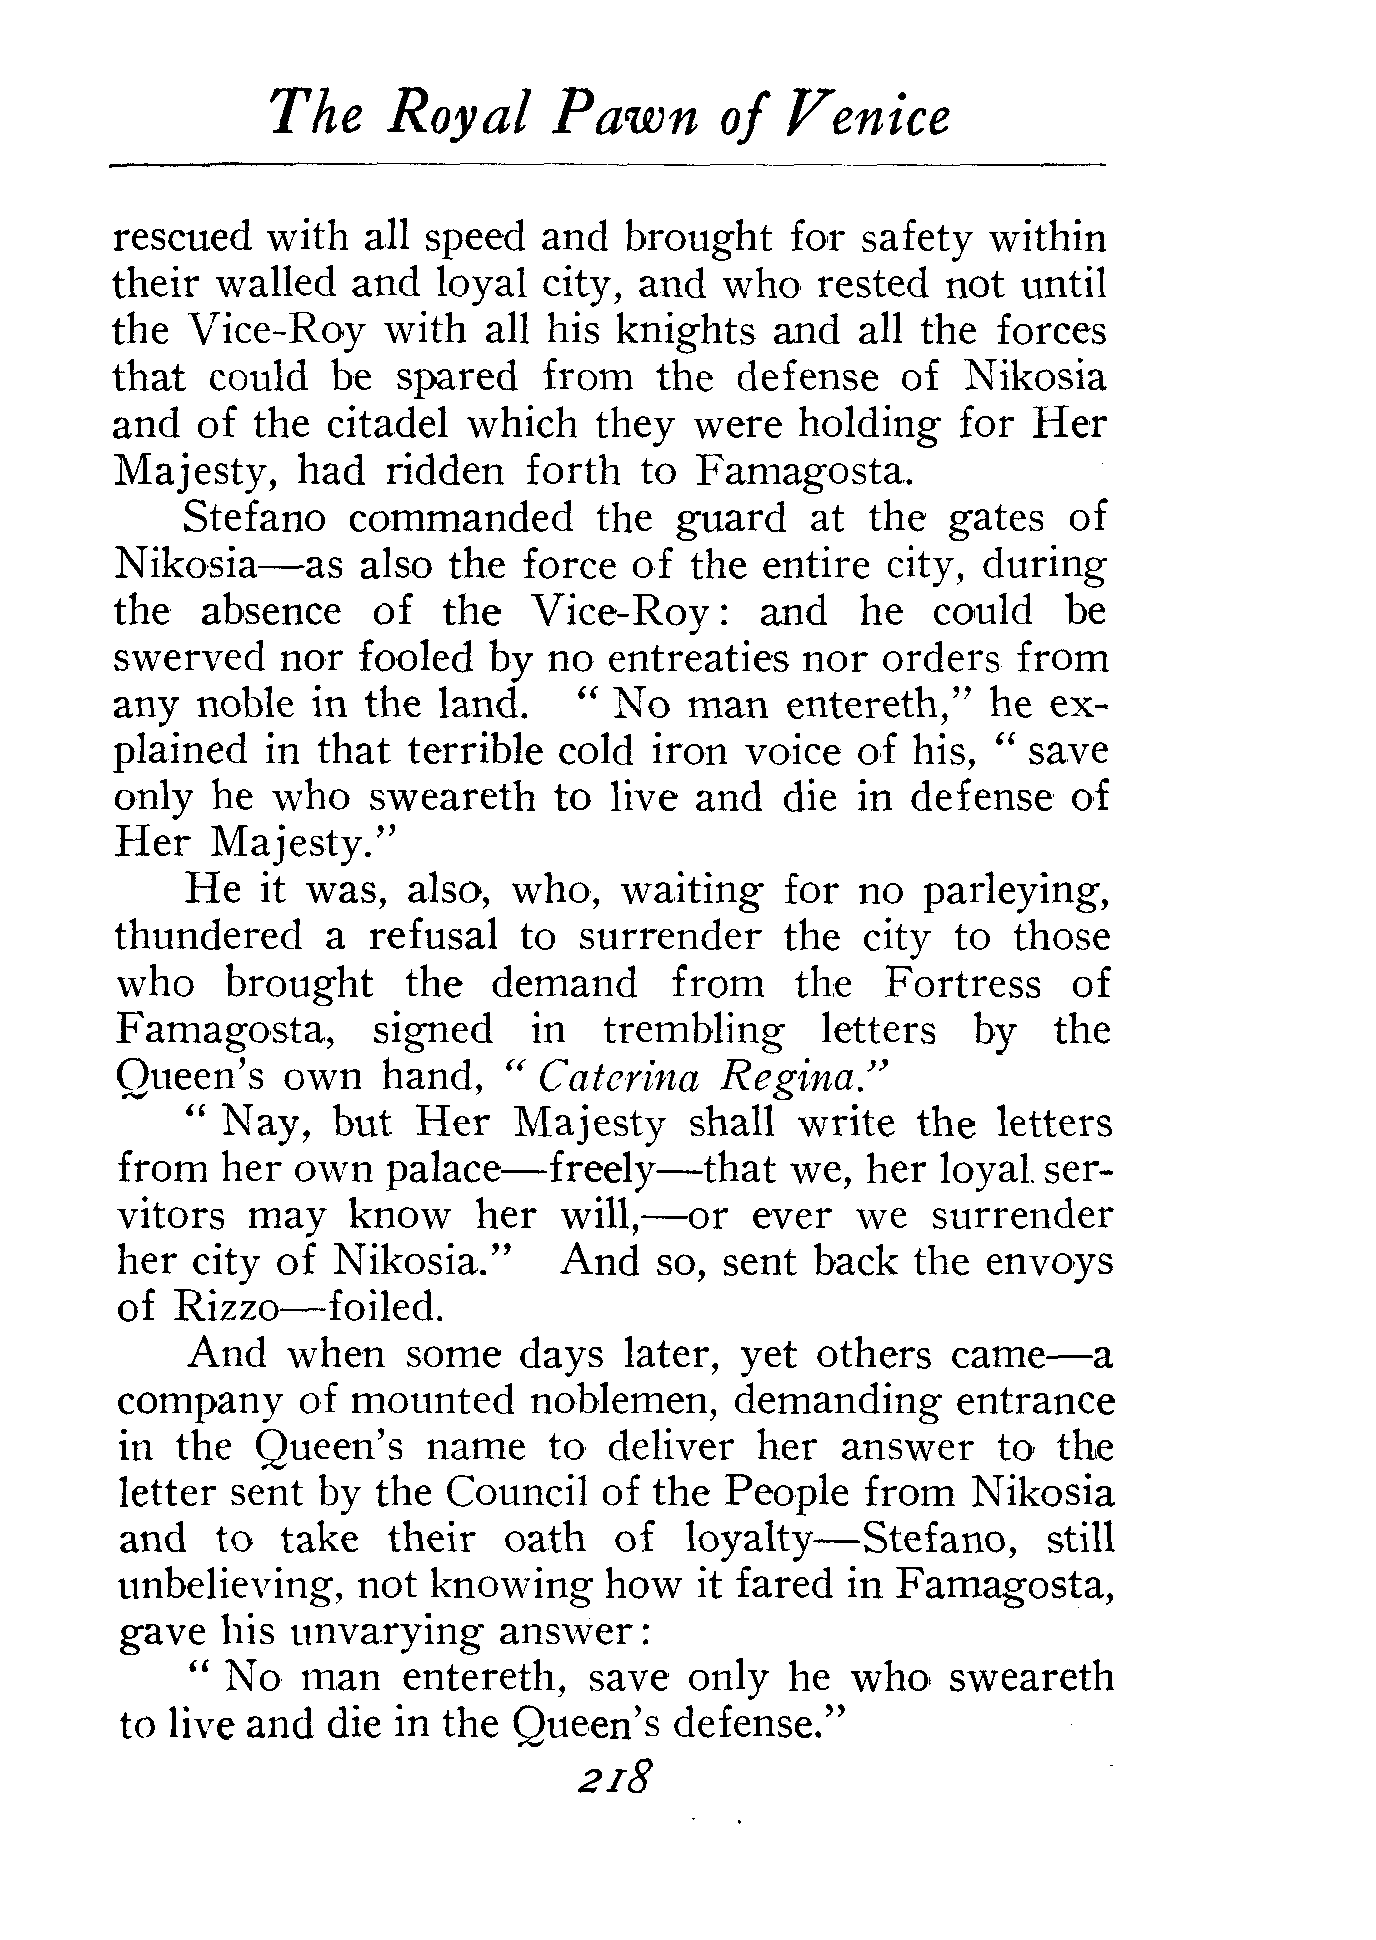 The Royal Pawn of Venice
rescued with all speed and brought for safety within
their walled and loyal city, and who rested not until
the Vice-Roy with all his knights and all the forces
that could be spared from the defense of Nikosia
and of the citadel which they were holding for Her
Majesty, had ridden forth to Famagosta.
Stefano commanded the guard at the gates of
Nikosia—as also the force of the entire city, during
the absence of the Vice-Roy: and he could be
swerved nor fooled by no entreaties nor orders from
any noble in the land. " No man entereth," he ex-
plained in that terrible cold iron voice of his, " save
only he who sweareth to live and die in defense of
Her Majesty."
He it was, also, who, waiting for no parleying,
thundered a refusal to surrender the city to those
who brought the demand from the Fortress of
Famagosta, signed in trembling letters by the
Queen's own hand, " Caterina Regina."
" Nay, but Her Majesty shall write the letters
from her own palace—freely—that we, her loyal ser-
vitors may know her will,—or ever we surrender
her city of Nikosia." And so, sent back the envoys
of Rizzo—foiled.
And when some days later, yet others came—a
company of mounted noblemen, demanding entrance
in the Queen's name to deliver her answer to the
letter sent by the Council of the People from Nikosia
and to take their oath of loyalty—Stefano, still
unbelieving, not knowing how it fared in Famagosta,
gave his unvarying answer:
" No man entereth, save only he who sweareth
to live and die in the Queen's defense."
218